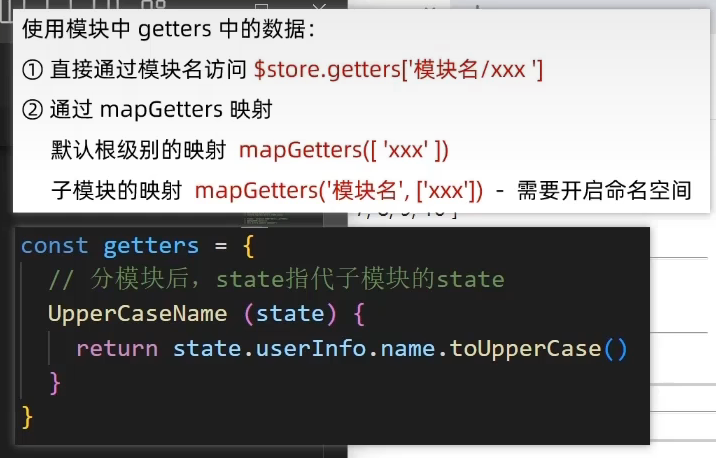 使用模块中 getters 中的数据：
① 直接通过模块名访问 $store.getters['模块名/xxx ']
② 通过 mapGetters 映射
默认根级别的映射 mapGetters([ 'xxx' ])
子模块的映射 mapGetters('模块名', ['xxx']) - 需要开启命名空间
const getters = {
// 分模块后，state指代子模块的state
UpperCaseName (state) {
return state.userInfo.name.toUpperCase()
}
}